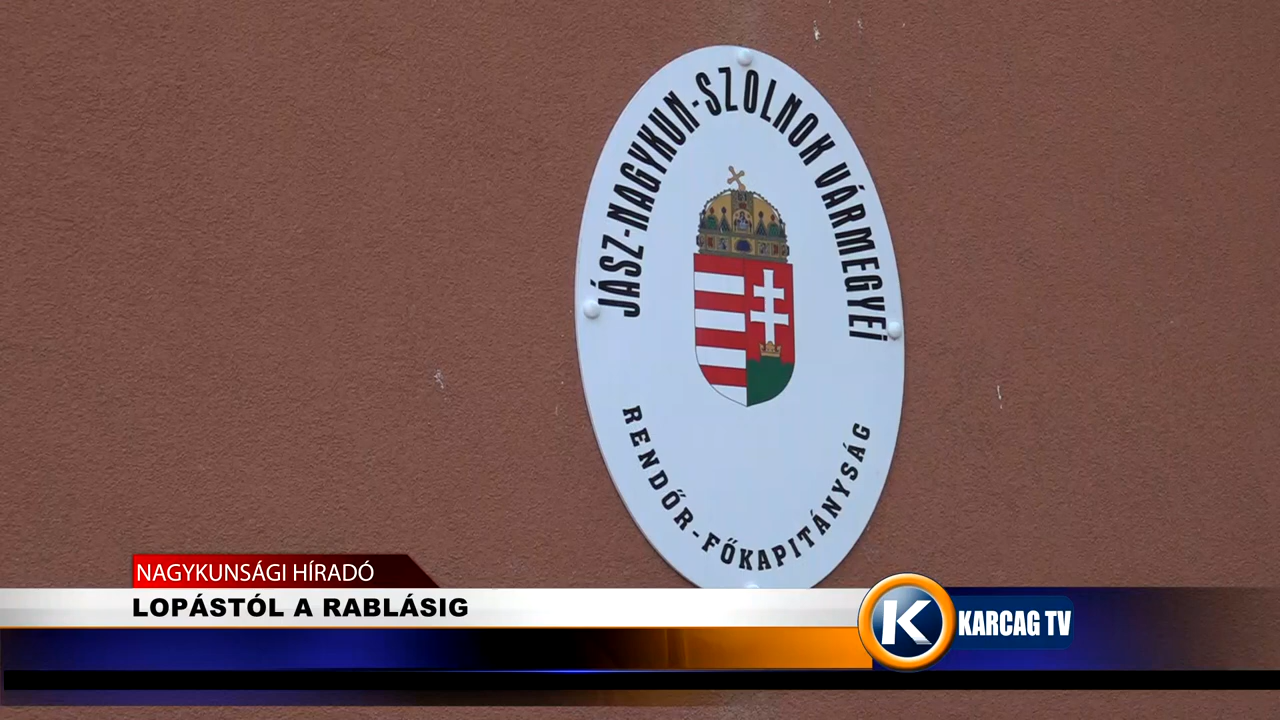 JÁSZ-NAGYKUN-SZOLNOK VÁRMEGYEI
RENDŐR-FŐKAPITÁNYSÁG
NAGYKUNSÁGI HÍRADÓ
LOPÁSTÓL A RABLÁSIG
K KARCAG TV